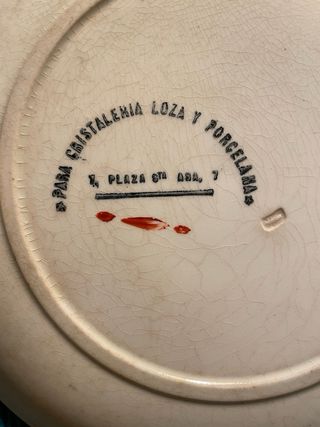 PARA CRISTALERIA LOZA Y PORCELANA
7, PLAZA STA ANA, 7